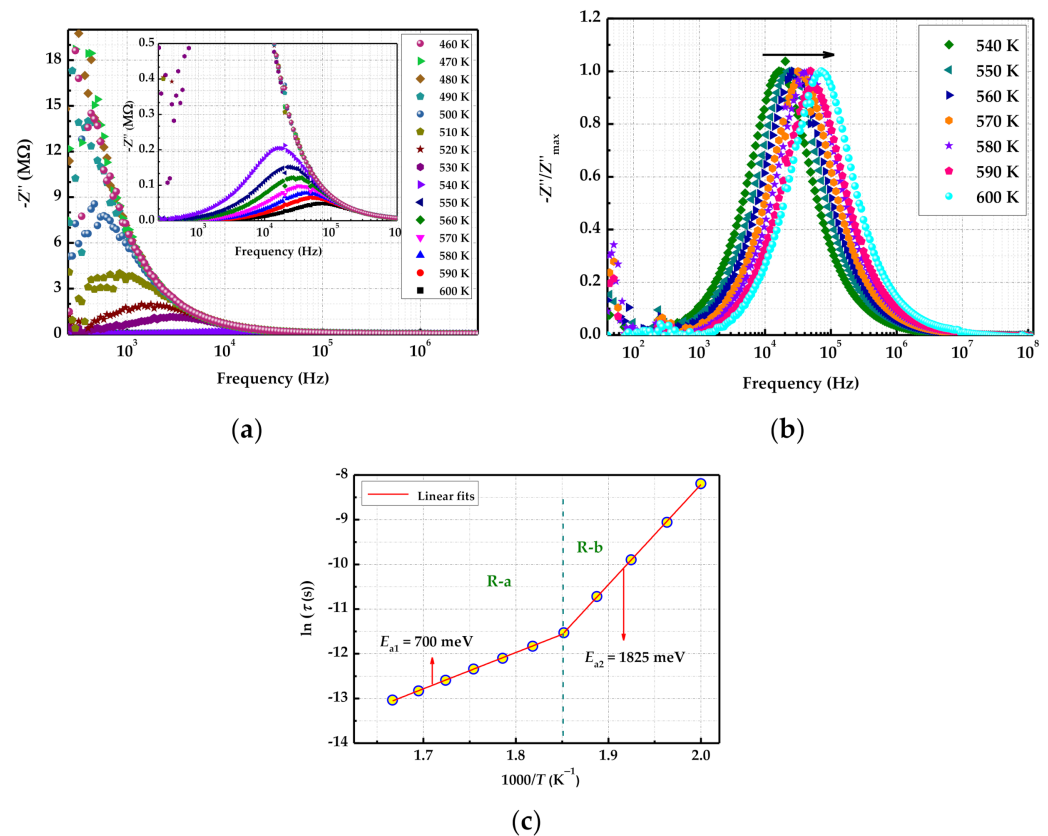 (a)
-Z'' (MΩ)
18
15
12
9
6
3
0
10³
10⁴
10⁵
10⁶
Frequency (Hz)
-Z'' (MΩ)
0.5
0.4
0.3
0.2
0.1
0.0
10³
10⁴
10⁵
10⁶
Frequency (Hz)
460 K
470 K
480 K
490 K
500 K
510 K
520 K
530 K
540 K
550 K
560 K
570 K
580 K
590 K
600 K
(a)
(b)
-Z''/Z''max
1.2
1.0
0.8
0.6
0.4
0.2
0.0
10²
10³
10⁴
10⁵
10⁶
10⁷
10⁸
Frequency (Hz)
540 K
550 K
560 K
570 K
580 K
590 K
600 K
(b)
ln (τ (s))
-8
-9
-10
-11
-12
-13
-14
Linear fits
R-a
R-b
Ea1 = 700 meV
Ea2 = 1825 meV
1.7
1.8
1.9
2.0
1000/T (K⁻¹)
(c)